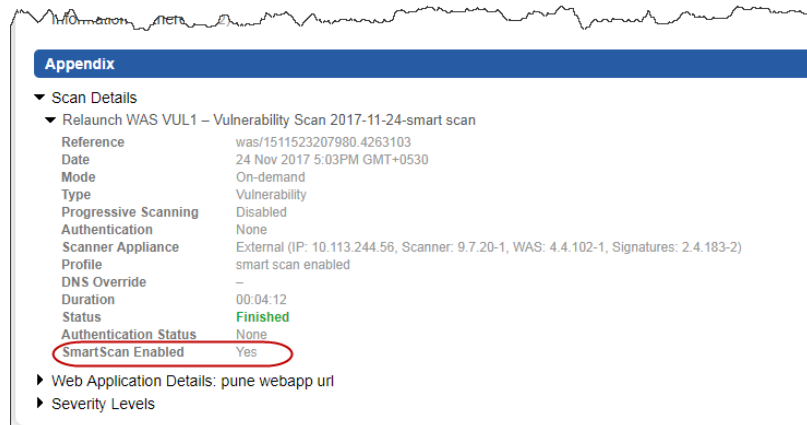 Appendix
Scan Details
Relaunch WAS VUL1 – Vulnerability Scan 2017-11-24-smart scan
Reference was/1511523207980.4263103
Date 24 Nov 2017 5:03PM GMT+0530
Mode On-demand
Type Vulnerability
Progressive Scanning Disabled
Authentication None
Scanner Appliance External (IP: 10.113.244.56, Scanner: 9.7.20-1, WAS: 4.4.102-1, Signatures: 2.4.183-2)
Profile smart scan enabled
DNS Override –
Duration 00:04:12
Status Finished
Authentication Status None
SmartScan Enabled Yes
Web Application Details: pune webapp url
Severity Levels